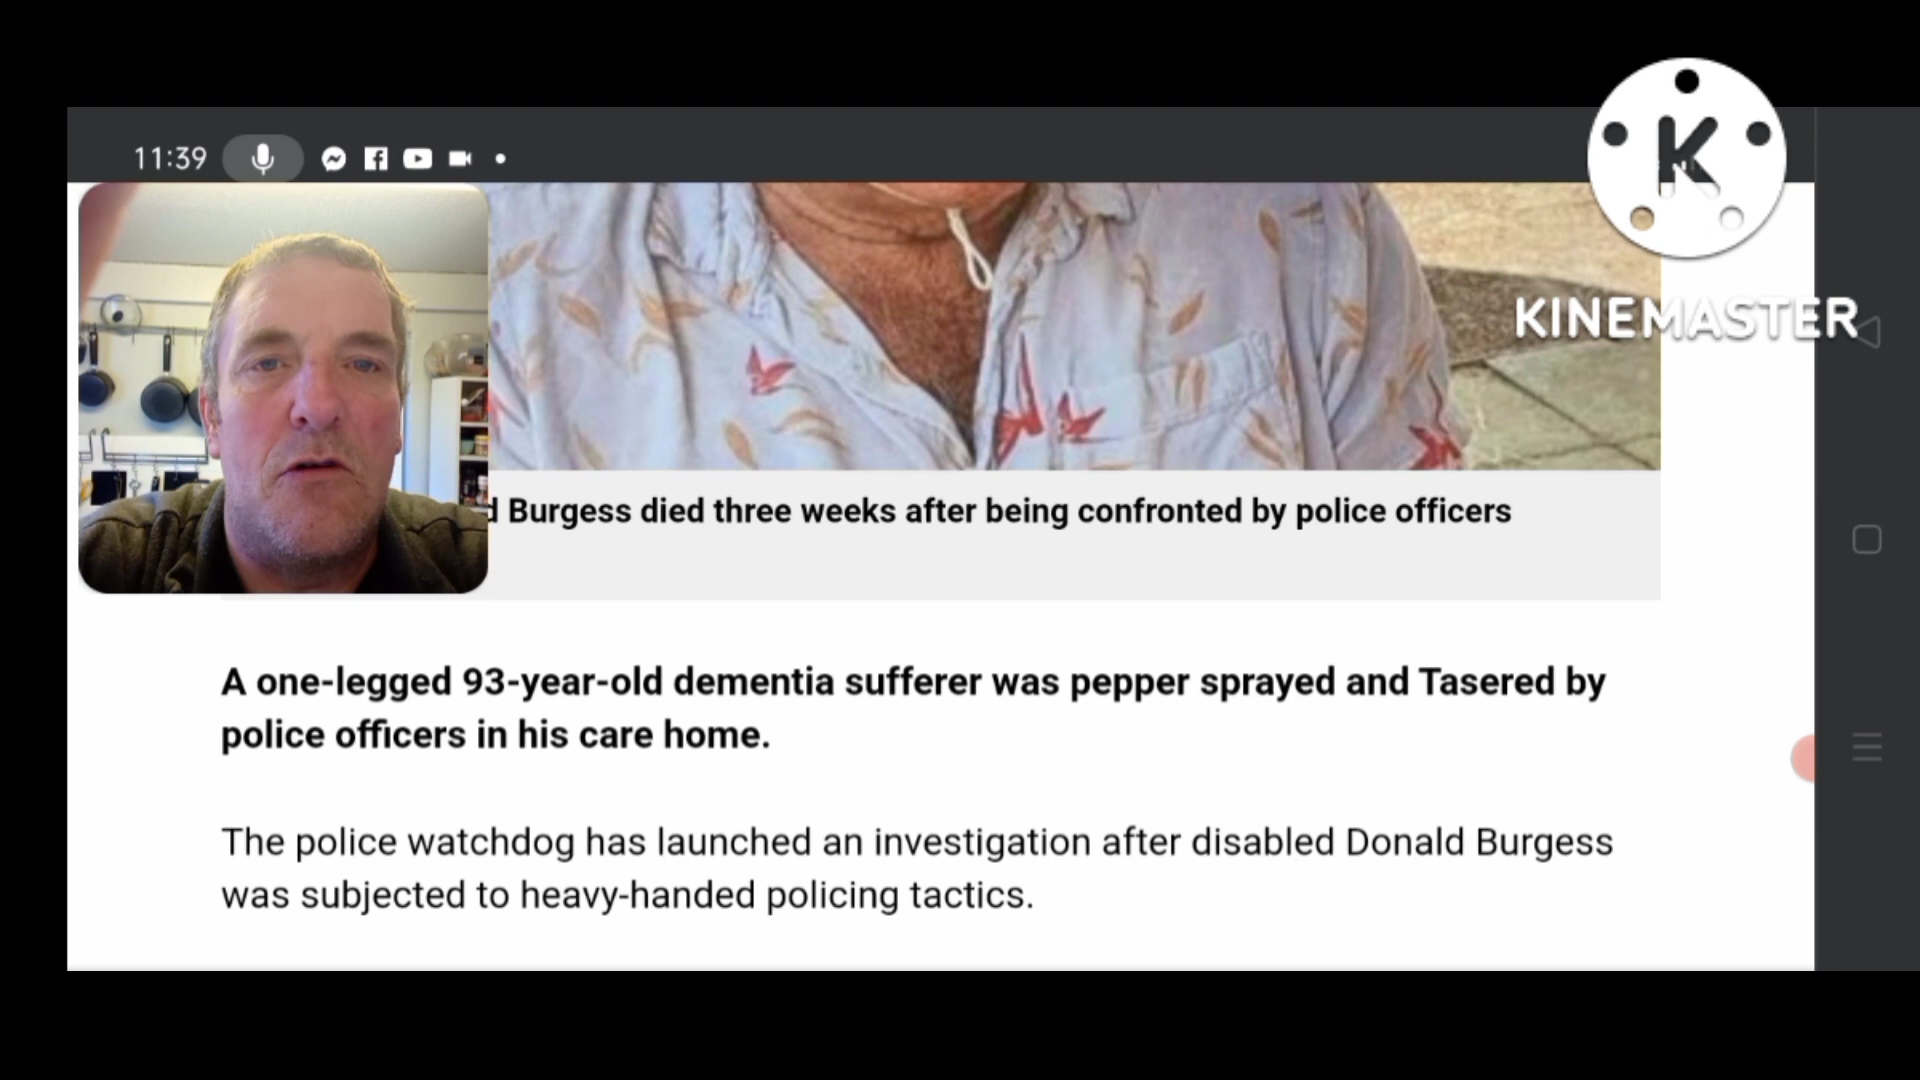 11:39
K
KINEMASTER
Burgess died three weeks after being confronted by police officers
A one-legged 93-year-old dementia sufferer was pepper sprayed and Tasered by
police officers in his care home.
The police watchdog has launched an investigation after disabled Donald Burgess
was subjected to heavy-handed policing tactics.